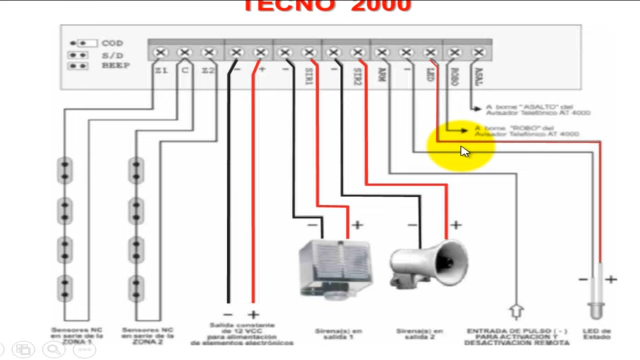 TECNO 2000
COD
S/D
BEEP
E1 C E2 - + - SIR1 - SIR2 ARM - LED ROBO ASAL
A borne "ASALTO" del
Avisador Telefónico AT 4000
A borne "ROBO" del
Avisador Telefónico AT 4000
- + - +
- +
- +
Sensores NC
en serie de la
ZONA 1
Sensores NC
en serie de la
ZONA 2
Salida constante
de 12 VCC
para alimentación
de elementos electrónicos
Sirena(s) en
salida 1
Sirena(s) en
salida 2
ENTRADA DE PULSO (-)
PARA ACTIVACION Y
DESACTIVACION REMOTA
LED de
Estado